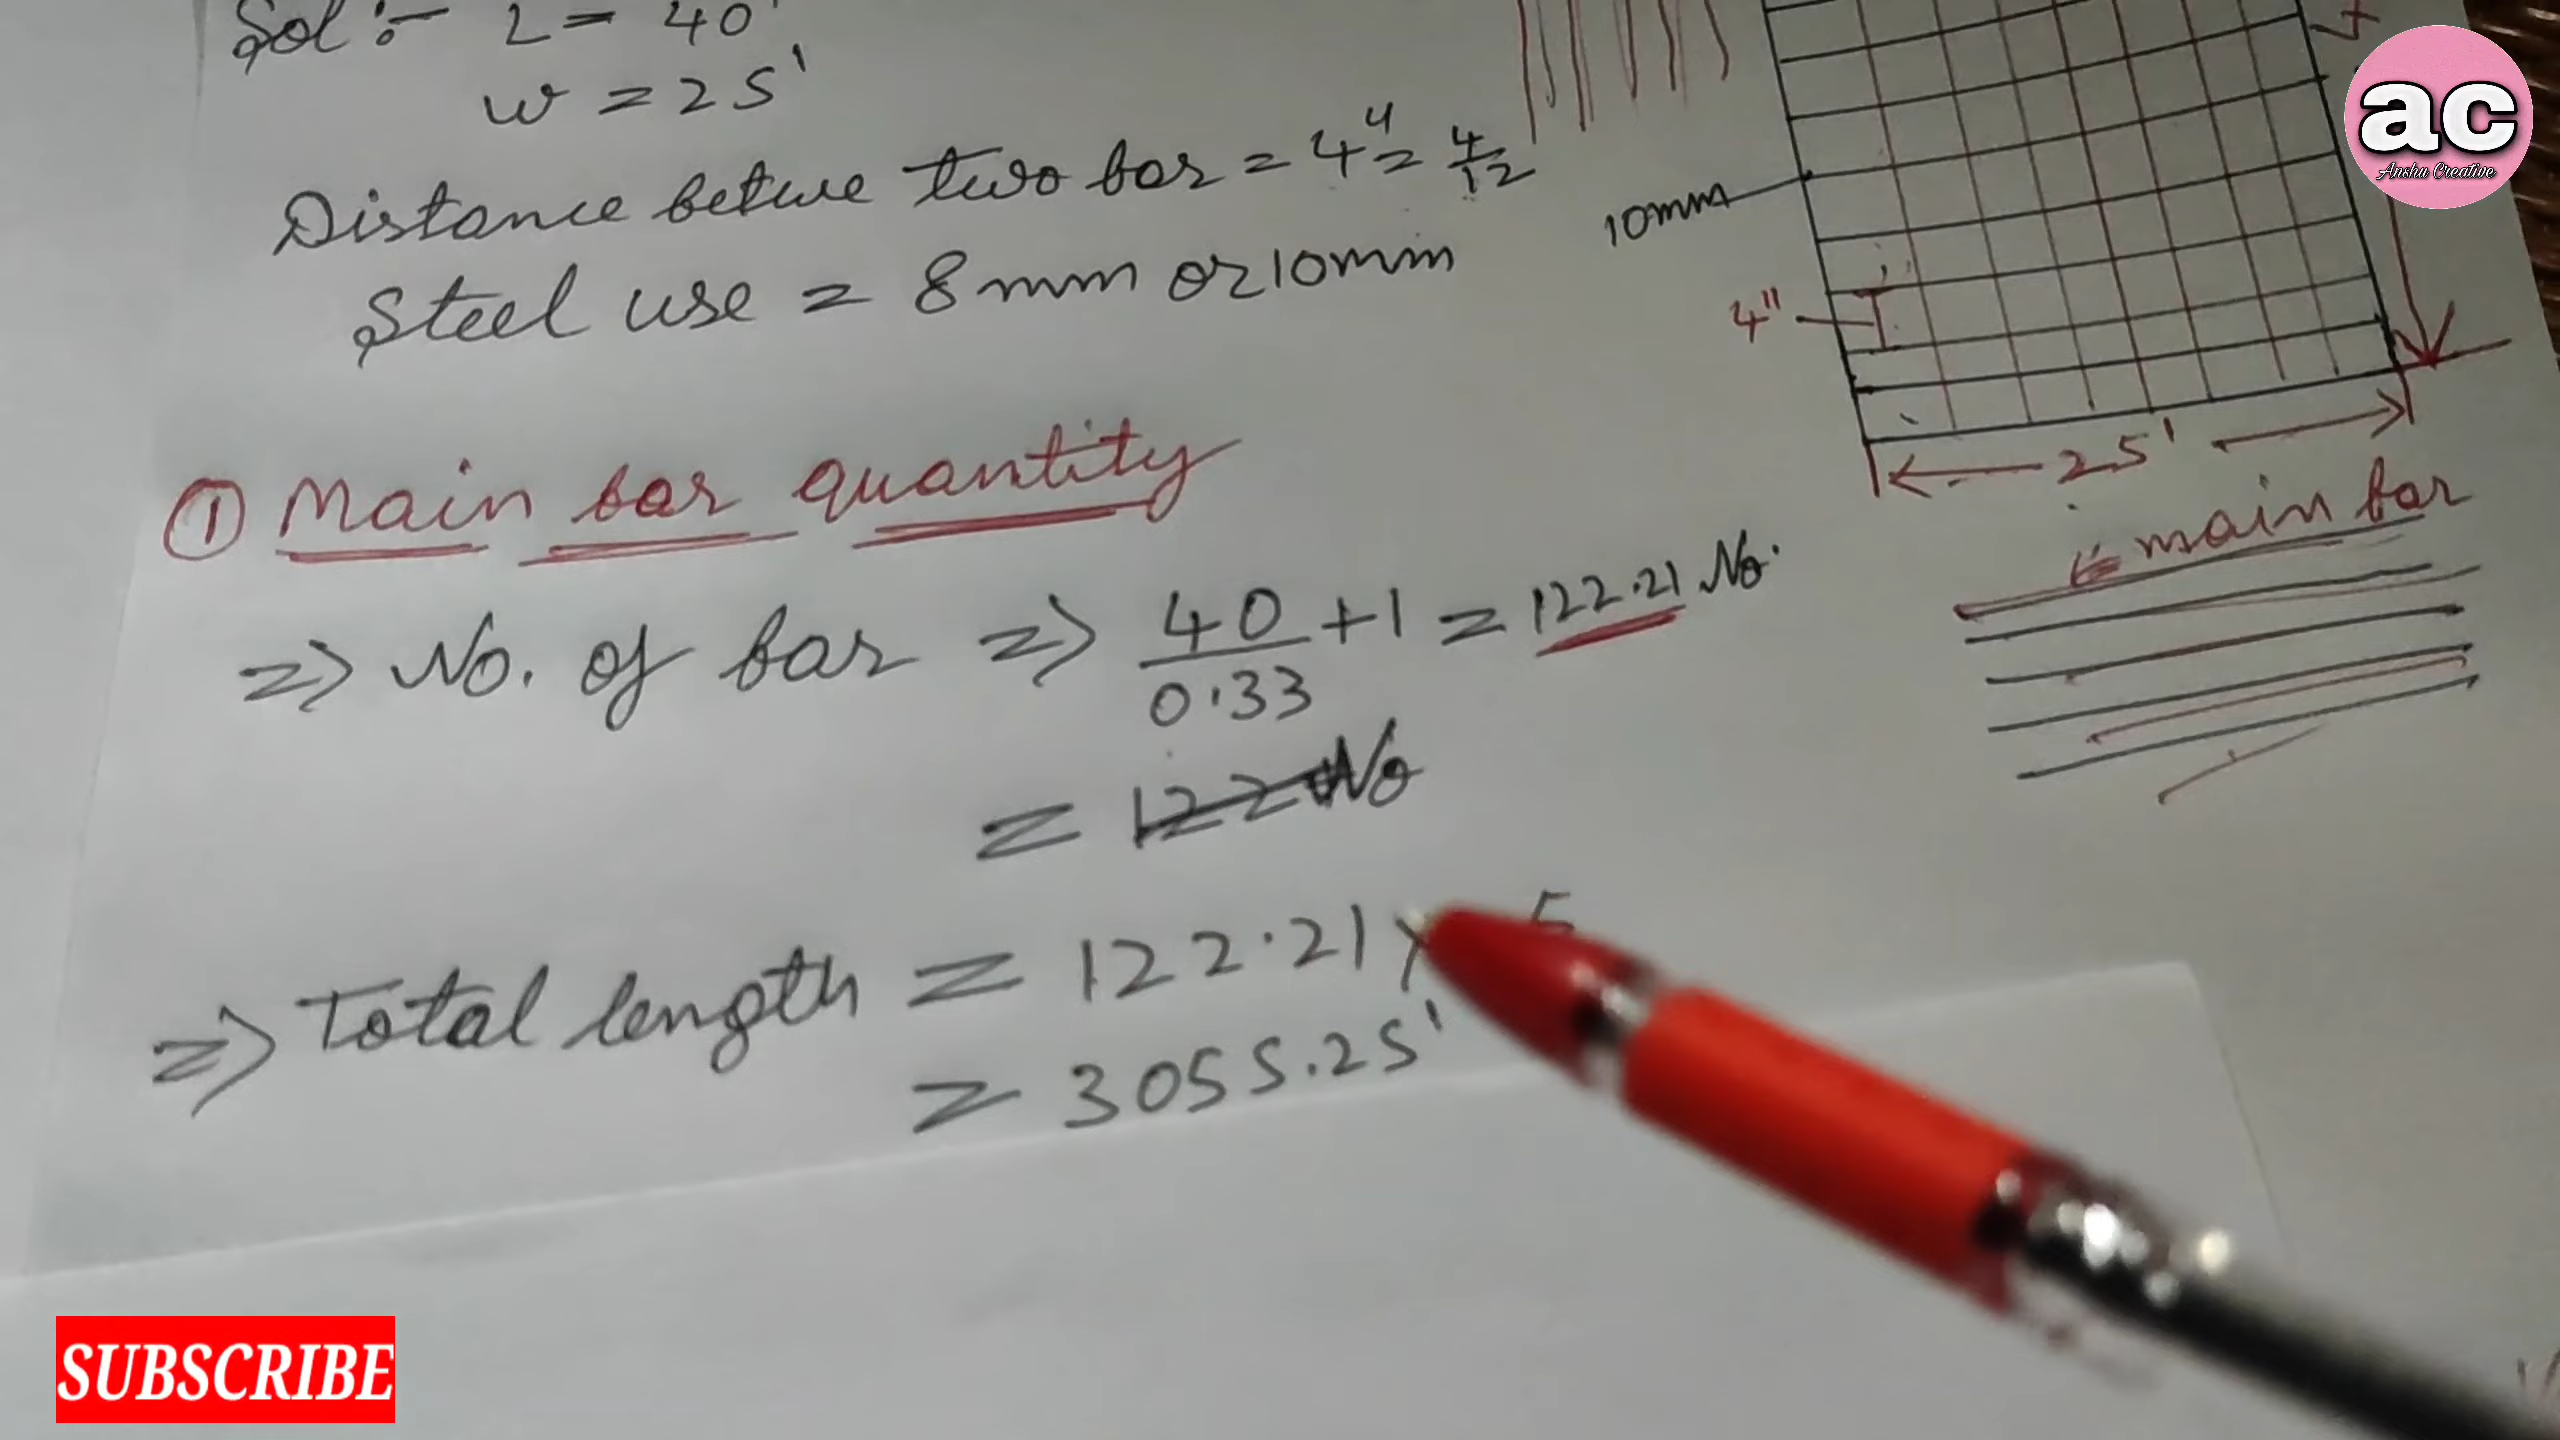 Sol :- L = 40'
W = 25'
Distance betwe two bar = 4" = 4/12
Steel use = 8mm or 10mm
① Main bar quantity
=> No. of bar => 40/0.33 + 1 = 122.21 No.
= 122 No
=> Total length = 122.21 x 5
= 3055.25'
10mm
4"
25'
main bar
ac
Anshu Creative
SUBSCRIBE